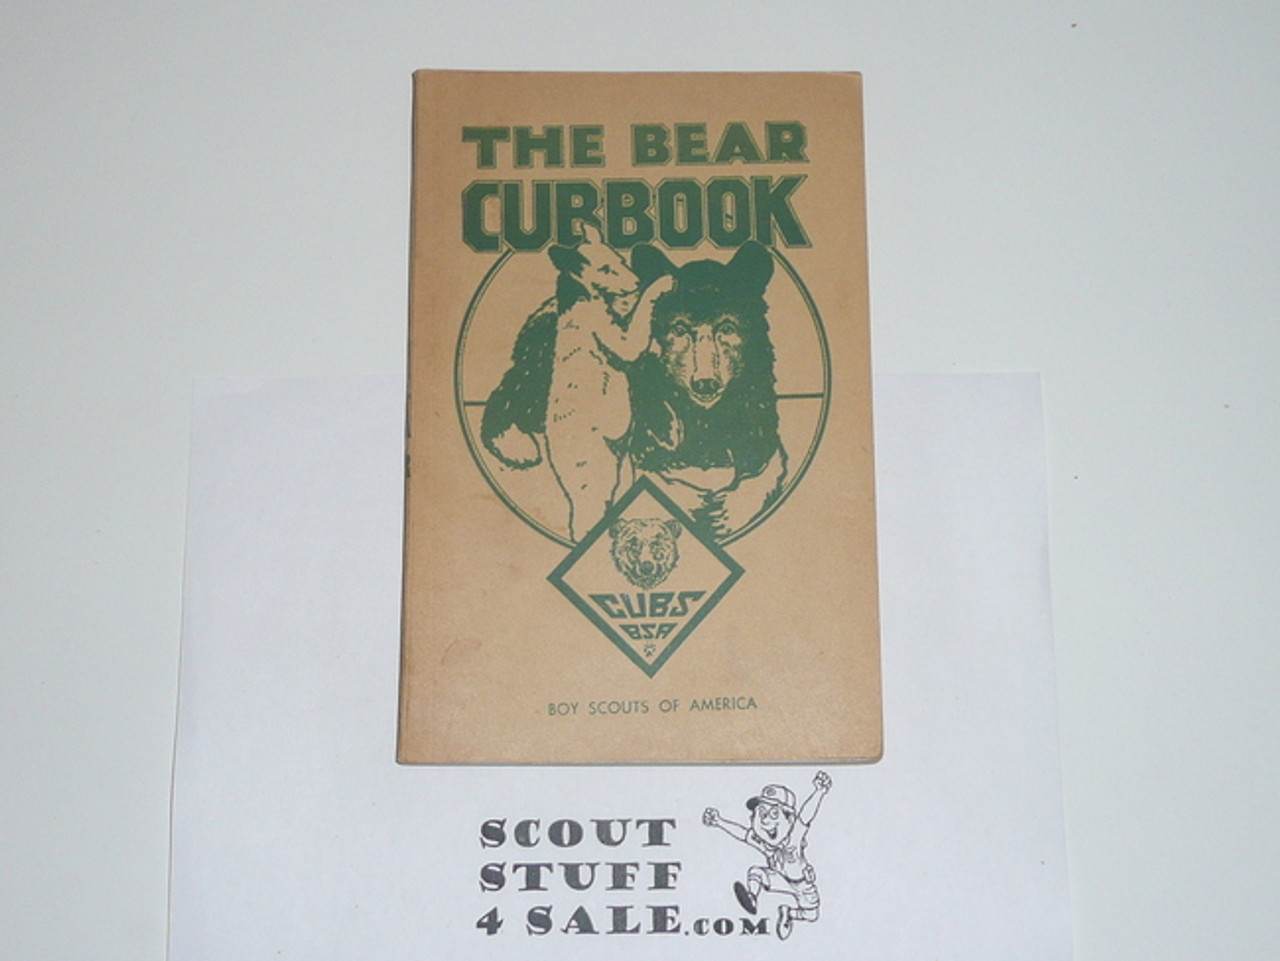 THE BEAR
CUBBOOK
CUBS
BSA
BOY SCOUTS OF AMERICA
SCOUT
STUFF
4 SALE.COM